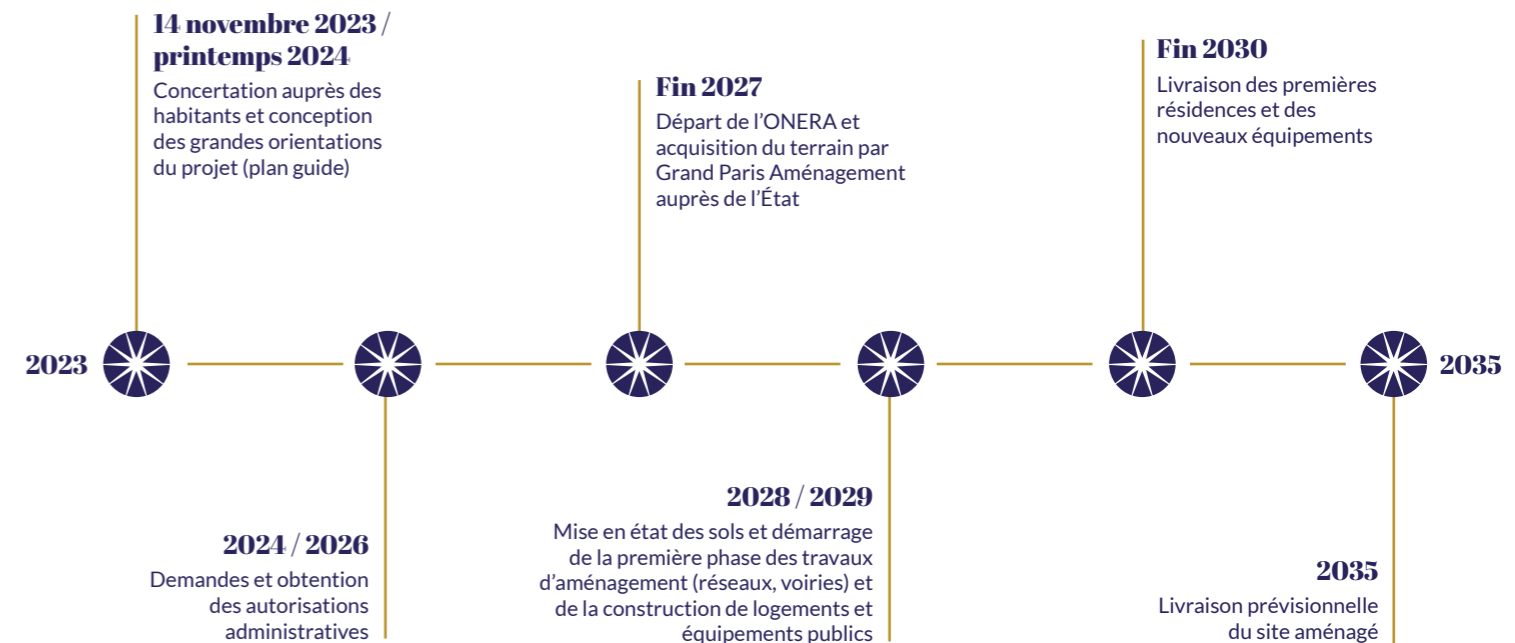 14 novembre 2023 /
printemps 2024
Concertation auprès des
habitants et conception
des grandes orientations
du projet (plan guide)
Fin 2027
Départ de l’ONERA et
acquisition du terrain par
Grand Paris Aménagement
auprès de l’État
Fin 2030
Livraison des premières
résidences et des
nouveaux équipements
2023
2035
2024 / 2026
Demandes et obtention
des autorisations
administratives
2028 / 2029
Mise en état des sols et démarrage
de la première phase des travaux
d’aménagement (réseaux, voiries) et
de la construction de logements et
équipements publics
2035
Livraison prévisionnelle
du site aménagé